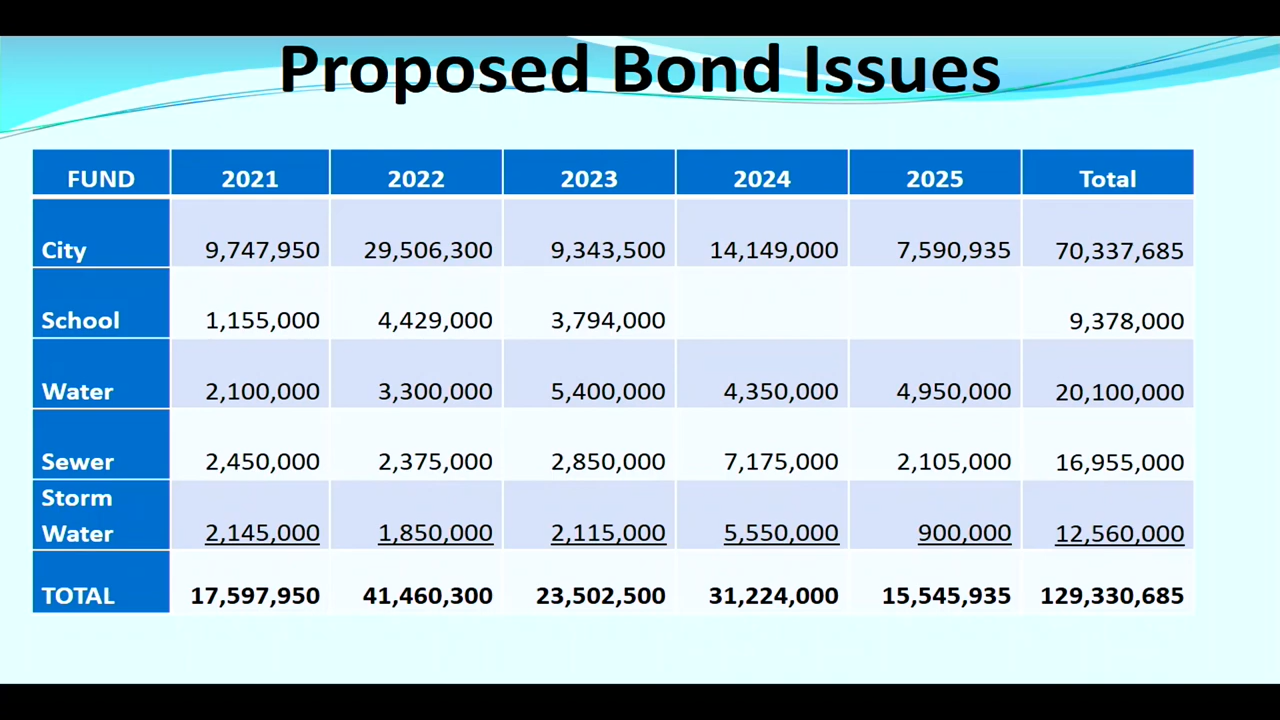 Proposed Bond Issues
FUND 2021 2022 2023 2024 2025 Total
City 9,747,950 29,506,300 9,343,500 14,149,000 7,590,935 70,337,685
School 1,155,000 4,429,000 3,794,000 9,378,000
Water 2,100,000 3,300,000 5,400,000 4,350,000 4,950,000 20,100,000
Sewer 2,450,000 2,375,000 2,850,000 7,175,000 2,105,000 16,955,000
Storm
Water 2,145,000 1,850,000 2,115,000 5,550,000 900,000 12,560,000
TOTAL 17,597,950 41,460,300 23,502,500 31,224,000 15,545,935 129,330,685